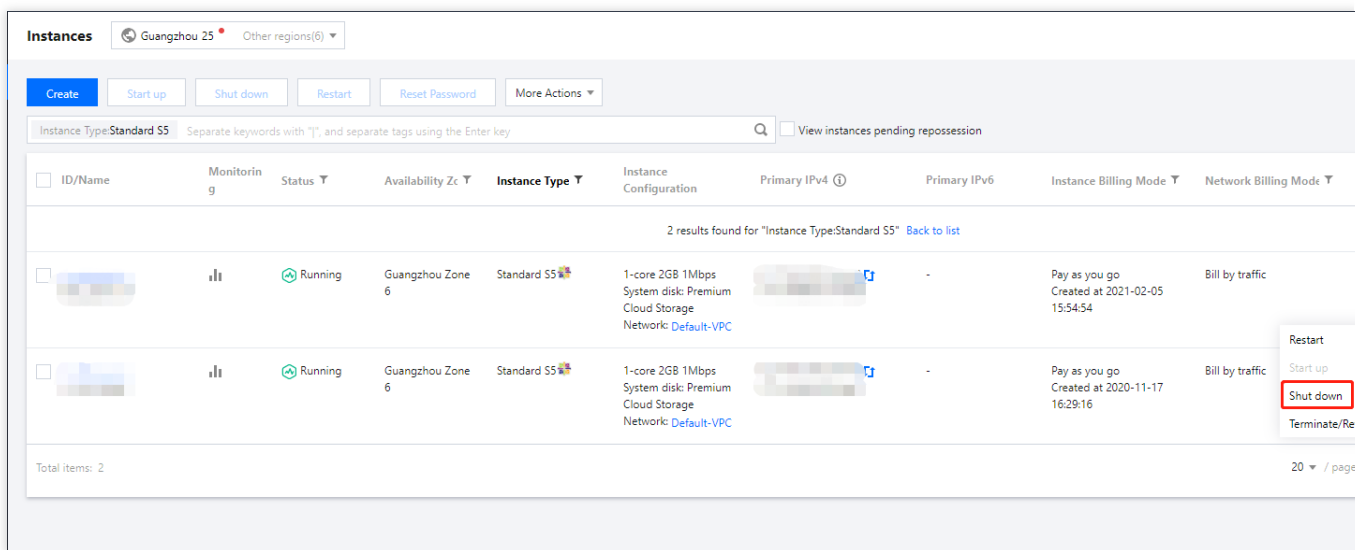 Instances Guangzhou 25 Other regions(6)
Create Start up Shut down Restart Reset Password More Actions
Instance Type:Standard S5 Separate keywords with "|", and separate tags using the Enter key View instances pending repossession
ID/Name Monitorin Status Availability Zo Instance Type Instance Primary IPv4 Primary IPv6 Instance Billing Mode Network Billing Mode
g Configuration
2 results found for "Instance Type:Standard S5" Back to list
Running Guangzhou Zone Standard S5 1-core 2GB 1Mbps - Pay as you go Bill by traffic
6 System disk: Premium Created at 2021-02-05
Cloud Storage 15:54:54
Network: Default-VPC
Restart
Running Guangzhou Zone Standard S5 1-core 2GB 1Mbps - Pay as you go Bill by traffic Start up
6 System disk: Premium Created at 2020-11-17 Shut down
Cloud Storage 16:29:16
Network: Default-VPC Terminate/Re
Total items: 2 20 / page